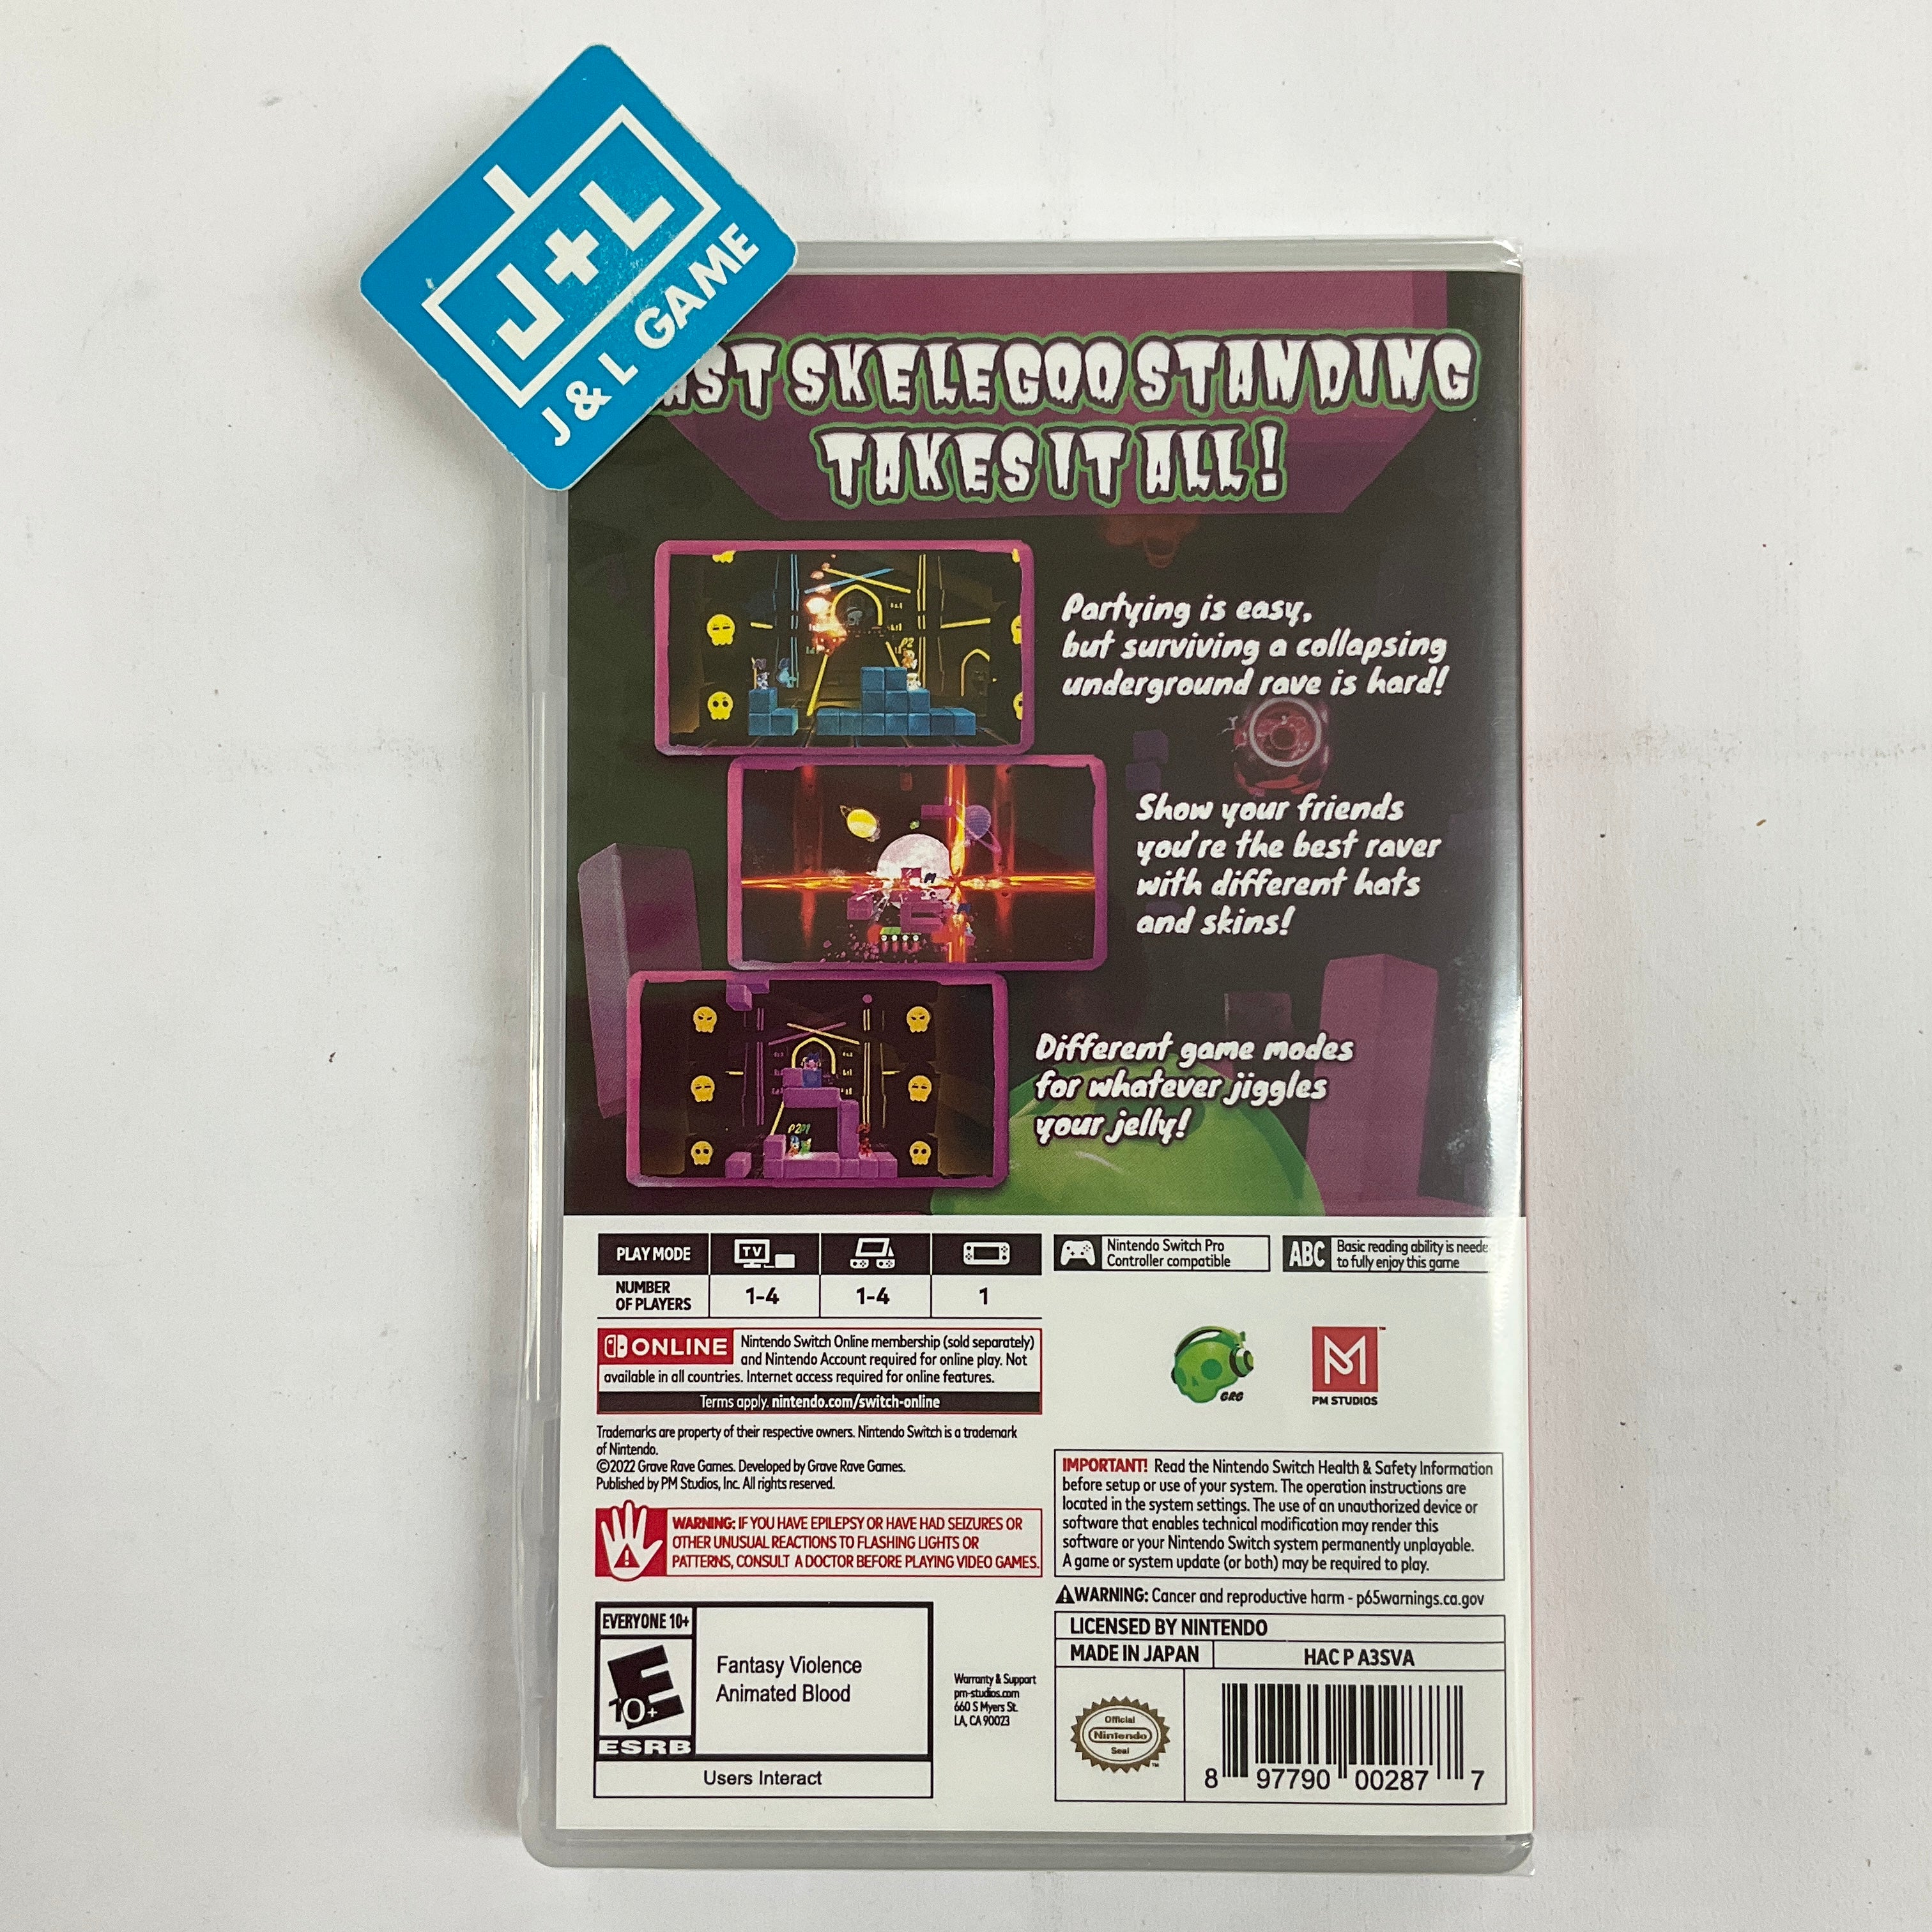 J+L
J & L GAME
SKELEGOO STANDING
TAKES IT ALL!
Partying is easy,
but surviving a collapsing
underground rave is hard!
Show your friends
you're the best raver
with different hats
and skins!
Different game modes
for whatever jiggles
your jelly!
PLAY MODE
TV
NUMBER
OF PLAYERS
1-4
1-4
1
Nintendo Switch Pro
Controller compatible
ABC
Basic reading ability is neede
to fully enjoy this game
ONLINE
Nintendo Switch Online membership (sold separately)
and Nintendo Account required for online play. Not
available in all countries. Internet access required for online features.
Terms apply. nintendo.com/switch-online
GRG
PM STUDIOS
™
Trademarks are property of their respective owners. Nintendo Switch is a trademark
of Nintendo.
©2022 Grave Rave Games. Developed by Grave Rave Games.
Published by PM Studios, Inc. All rights reserved.
WARNING: IF YOU HAVE EPILEPSY OR HAVE HAD SEIZURES OR
OTHER UNUSUAL REACTIONS TO FLASHING LIGHTS OR
PATTERNS, CONSULT A DOCTOR BEFORE PLAYING VIDEO GAMES.
IMPORTANT! Read the Nintendo Switch Health & Safety Information
before setup or use of your system. The operation instructions are
located in the system settings. The use of an unauthorized device or
software that enables technical modification may render this
software or your Nintendo Switch system permanently unplayable.
A game or system update (or both) may be required to play.
WARNING: Cancer and reproductive harm - p65warnings.ca.gov
EVERYONE 10+
E
10+
ESRB
Fantasy Violence
Animated Blood
Users Interact
Warranty & Support
pm-studios.com
660 S Myers St.
LA, CA 90023
LICENSED BY NINTENDO
MADE IN JAPAN
HAC P A3SVA
Official
Nintendo
Seal
™
8 97790 00287 7